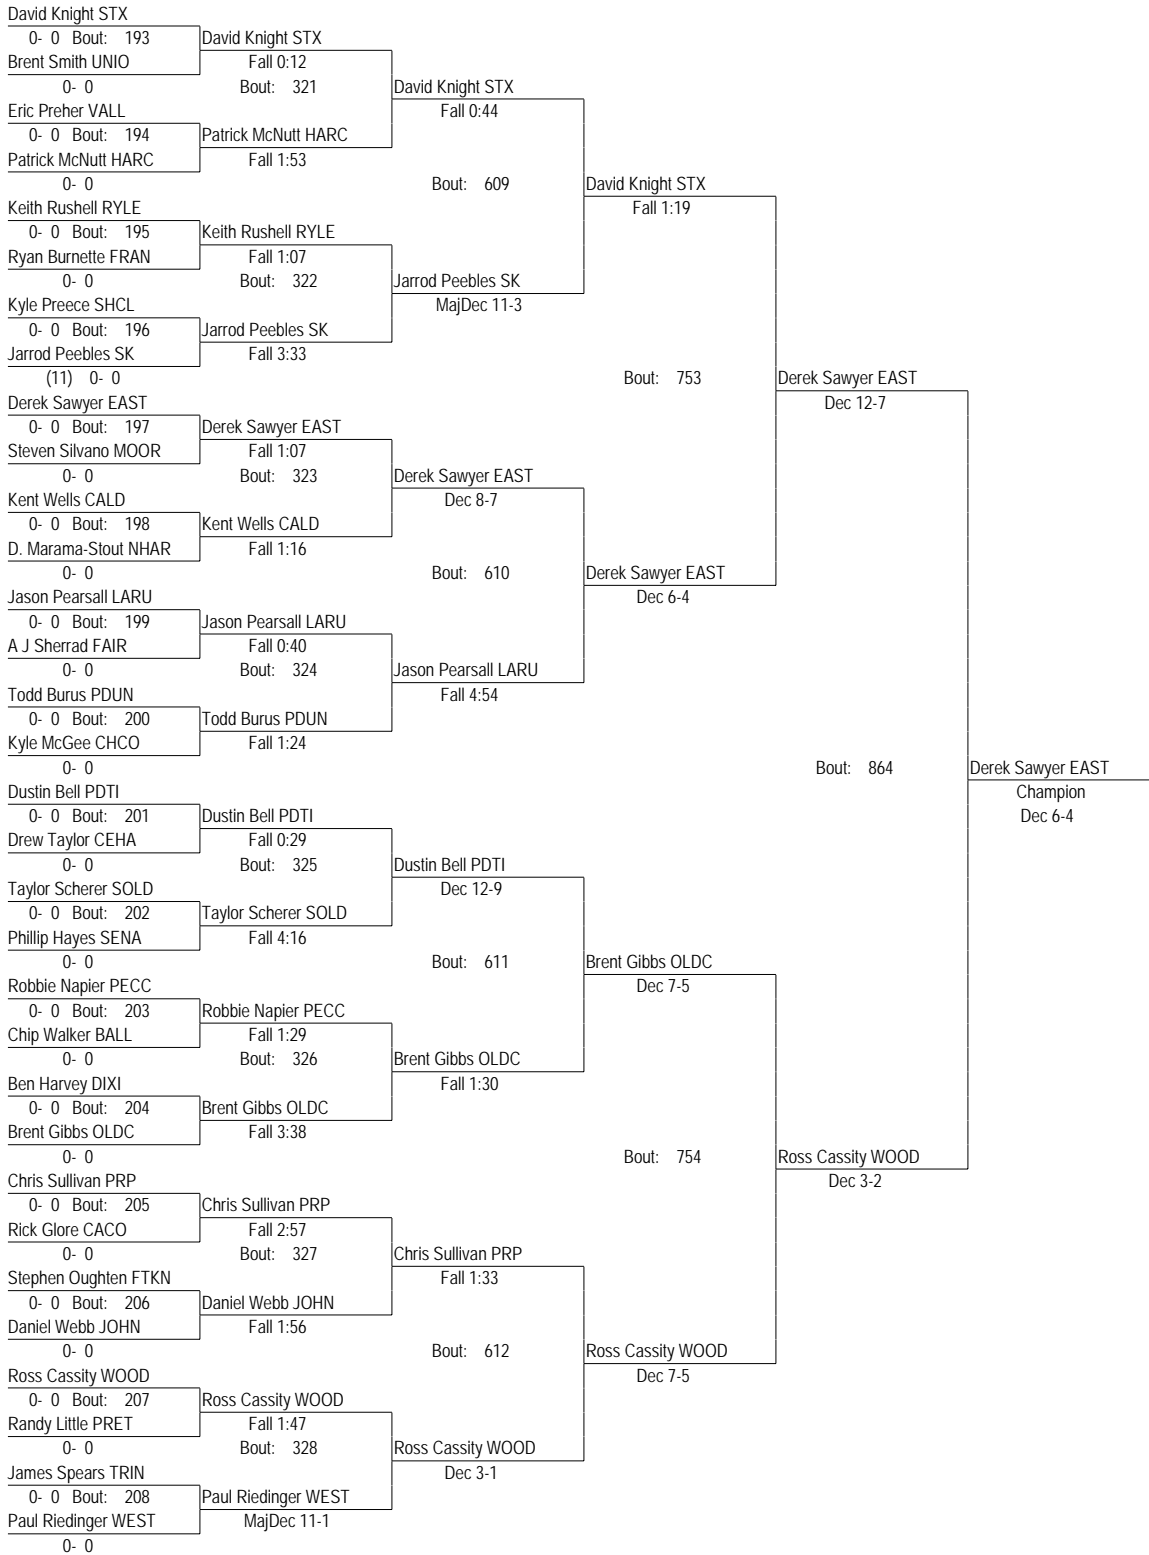 David Knight STX
0- 0 Bout: 193 David Knight STX
Brent Smith UNIO Fall 0:12
0- 0 Bout: 321 David Knight STX
Eric Preher VALL Fall 0:44
0- 0 Bout: 194 Patrick McNutt HARC
Patrick McNutt HARC Fall 1:53
0- 0 Bout: 609 David Knight STX
Keith Rushell RYLE Fall 1:19
0- 0 Bout: 195 Keith Rushell RYLE
Ryan Burnette FRAN Fall 1:07
0- 0 Bout: 322 Jarrod Peebles SK
Kyle Preece SHCL MajDec 11-3
0- 0 Bout: 196 Jarrod Peebles SK
Jarrod Peebles SK Fall 3:33
(11) 0- 0 Bout: 753 Derek Sawyer EAST
Derek Sawyer EAST Dec 12-7
0- 0 Bout: 197 Derek Sawyer EAST
Steven Silvano MOOR Fall 1:07
0- 0 Bout: 323 Derek Sawyer EAST
Kent Wells CALD Dec 8-7
0- 0 Bout: 198 Kent Wells CALD
D. Marama-Stout NHAR Fall 1:16
0- 0 Bout: 610 Derek Sawyer EAST
Jason Pearsall LARU Dec 6-4
0- 0 Bout: 199 Jason Pearsall LARU
A J Sherrad FAIR Fall 0:40
0- 0 Bout: 324 Jason Pearsall LARU
Todd Burus PDUN Fall 4:54
0- 0 Bout: 200 Todd Burus PDUN
Kyle McGee CHCO Fall 1:24
0- 0 Bout: 864 Derek Sawyer EAST
Dustin Bell PDTI Champion
0- 0 Bout: 201 Dustin Bell PDTI Dec 6-4
Drew Taylor CEHA Fall 0:29
0- 0 Bout: 325 Dustin Bell PDTI
Taylor Scherer SOLD Dec 12-9
0- 0 Bout: 202 Taylor Scherer SOLD
Phillip Hayes SENA Fall 4:16
0- 0 Bout: 611 Brent Gibbs OLDC
Robbie Napier PECC Dec 7-5
0- 0 Bout: 203 Robbie Napier PECC
Chip Walker BALL Fall 1:29
0- 0 Bout: 326 Brent Gibbs OLDC
Ben Harvey DIXI Fall 1:30
0- 0 Bout: 204 Brent Gibbs OLDC
Brent Gibbs OLDC Fall 3:38
0- 0 Bout: 754 Ross Cassity WOOD
Chris Sullivan PRP Dec 3-2
0- 0 Bout: 205 Chris Sullivan PRP
Rick Glore CACO Fall 2:57
0- 0 Bout: 327 Chris Sullivan PRP
Stephen Oughten FTKN Fall 1:33
0- 0 Bout: 206 Daniel Webb JOHN
Daniel Webb JOHN Fall 1:56
0- 0 Bout: 612 Ross Cassity WOOD
Ross Cassity WOOD Dec 7-5
0- 0 Bout: 207 Ross Cassity WOOD
Randy Little PRET Fall 1:47
0- 0 Bout: 328 Ross Cassity WOOD
James Spears TRIN Dec 3-1
0- 0 Bout: 208 Paul Riedinger WEST
Paul Riedinger WEST MajDec 11-1
0- 0